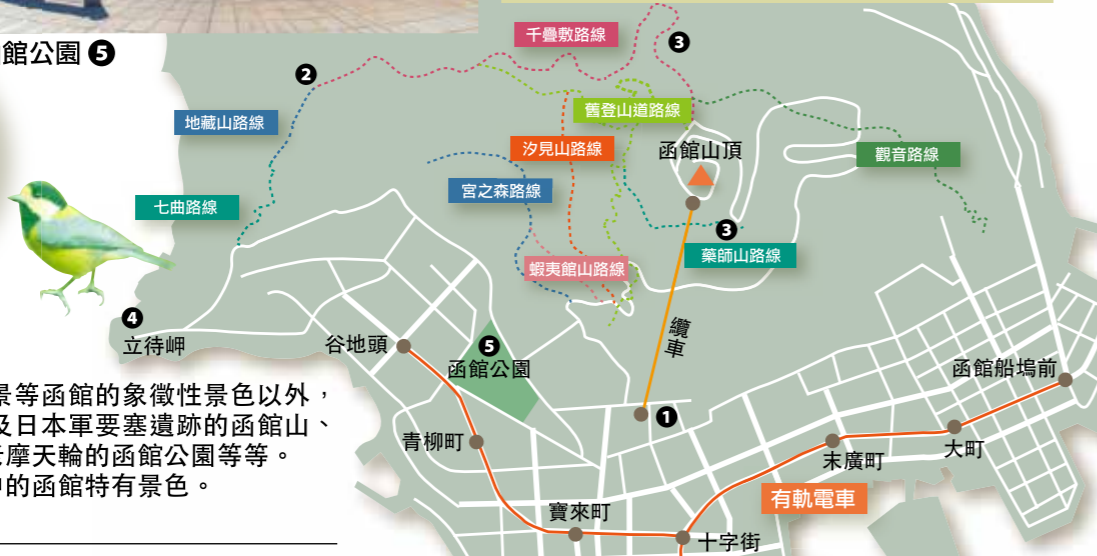 館公園 ❺
千疊敷路線
❸
❷
舊登山道路線
地藏山路線
汐見山路線
函館山頂
觀音路線
宮之森路線
七曲路線
❸
藥師山路線
蝦夷館山路線
❹
立待岬
谷地頭
❺
函館公園
纜車
函館船塢前
❶
青柳町
末廣町
大町
有軌電車
寶來町
十字街
景等函館的象徵性景色以外，
及日本軍要塞遺跡的函館山、
摩天輪的函館公園等等。
的函館特有景色。